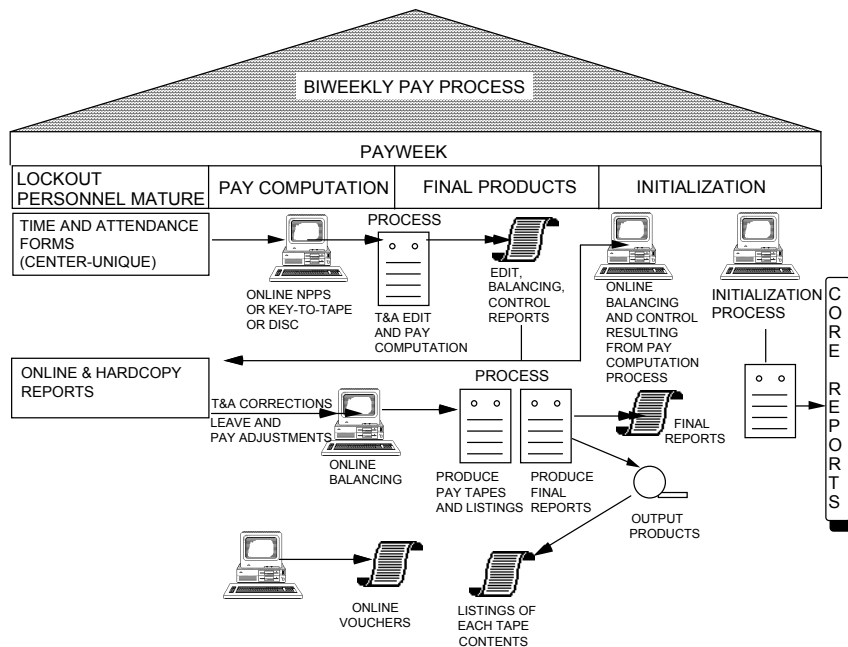 BIWEEKLY PAY PROCESS
PAYWEEK
LOCKOUT
PERSONNEL MATURE
PAY COMPUTATION
FINAL PRODUCTS
INITIALIZATION
TIME AND ATTENDANCE
FORMS
(CENTER-UNIQUE)
ONLINE NPPS
OR KEY-TO-TAPE
OR DISC
PROCESS
T&A EDIT
AND PAY
COMPUTATION
EDIT,
BALANCING,
CONTROL
REPORTS
ONLINE
BALANCING
AND CONTROL
RESULTING
FROM PAY
COMPUTATION
PROCESS
INITIALIZATION
PROCESS
CORE REPORTS
ONLINE & HARDCOPY
REPORTS
T&A CORRECTIONS
LEAVE AND
PAY ADJUSTMENTS
ONLINE
BALANCING
PROCESS
PRODUCE
PAY TAPES
AND LISTINGS
PRODUCE
FINAL
REPORTS
FINAL
REPORTS
OUTPUT
PRODUCTS
ONLINE
VOUCHERS
LISTINGS OF
EACH TAPE
CONTENTS